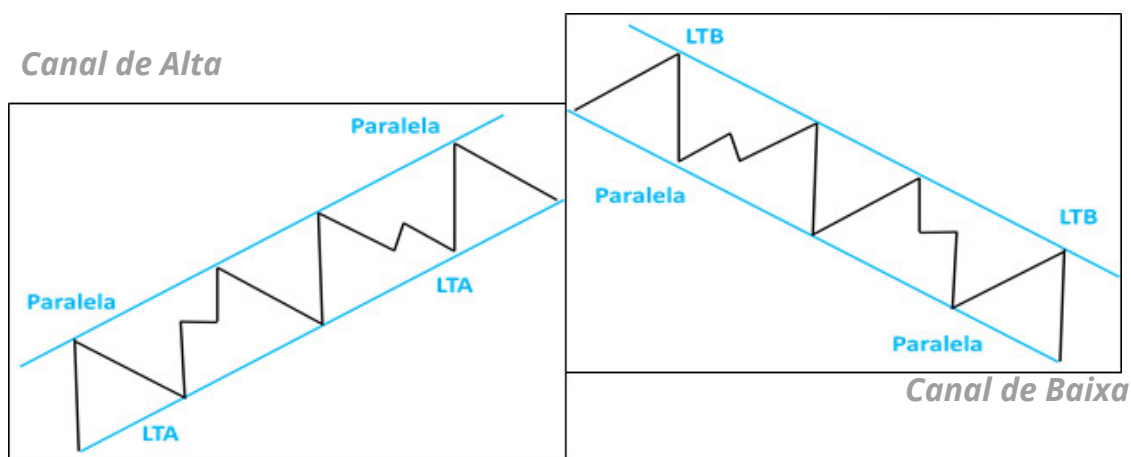 Canal de Alta
Paralela
Paralela
LTA
LTA
LTB
Paralela
LTB
Paralela
Canal de Baixa